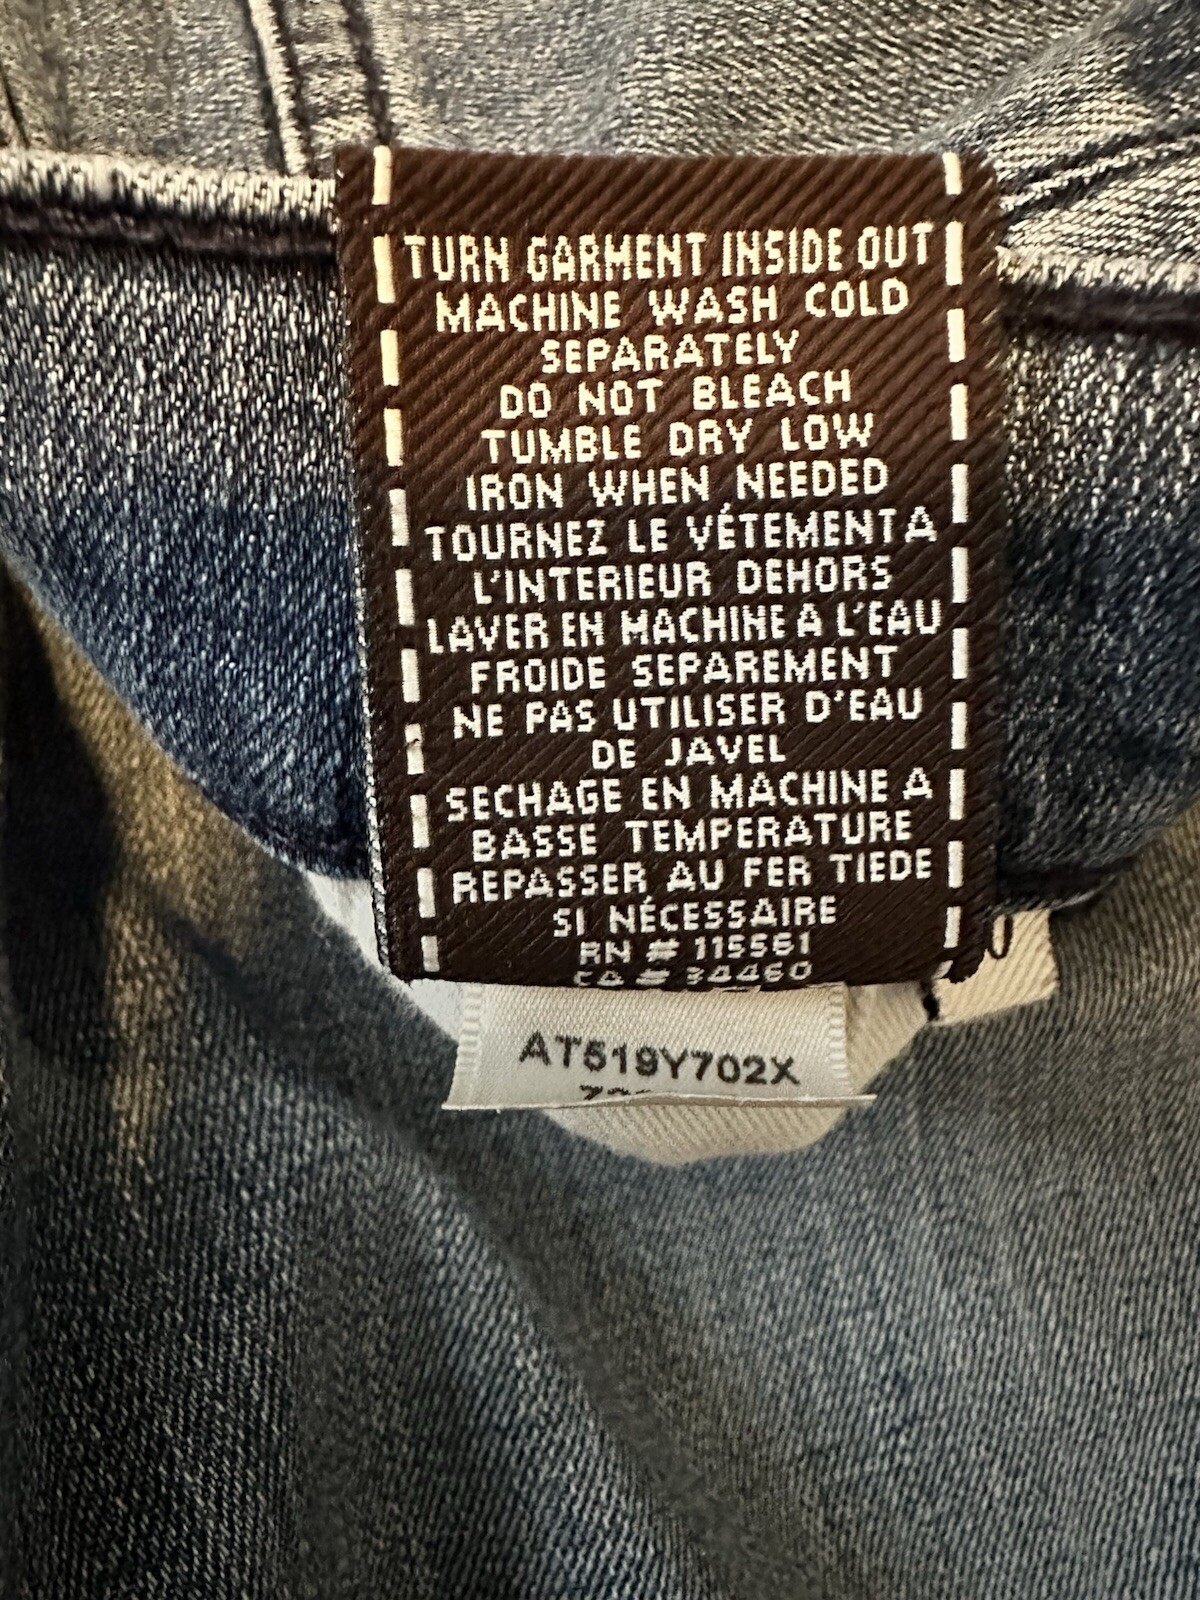 TURN GARMENT INSIDE OUT
MACHINE WASH COLD
SEPARATELY
DO NOT BLEACH
TUMBLE DRY LOW
IRON WHEN NEEDED
TOURNEZ LE VÉTEMENT A
L'INTERIEUR DEHORS
LAVER EN MACHINE A L'EAU
FROIDE SEPAREMENT
NE PAS UTILISER D'EAU
DE JAVEL
SECHAGE EN MACHINE A
BASSE TEMPERATURE
REPASSER AU FER TIEDE
SI NÉCESSAIRE
RN # 115561
CA # 34460
AT519Y702X